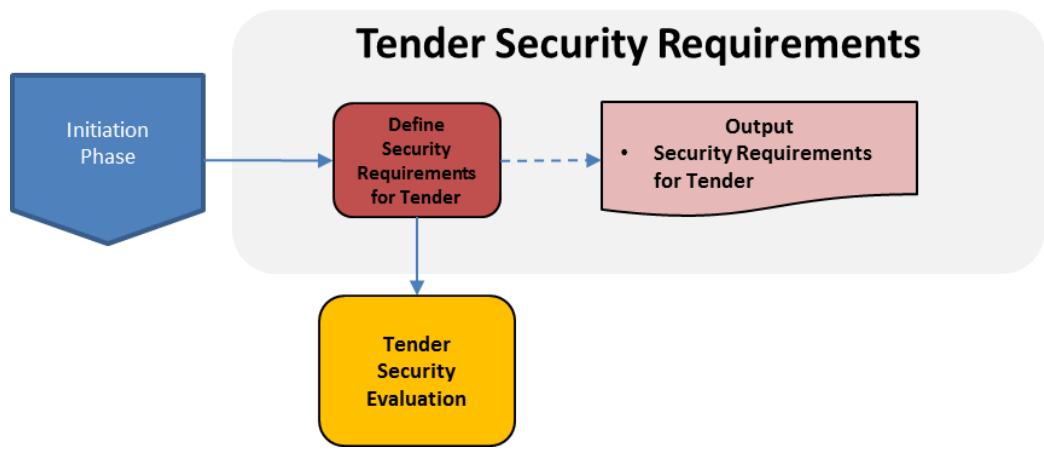 Tender Security Requirements
Initiation
Phase
Define
Security
Requirements
for Tender
Output
• Security Requirements
for Tender
Tender
Security
Evaluation